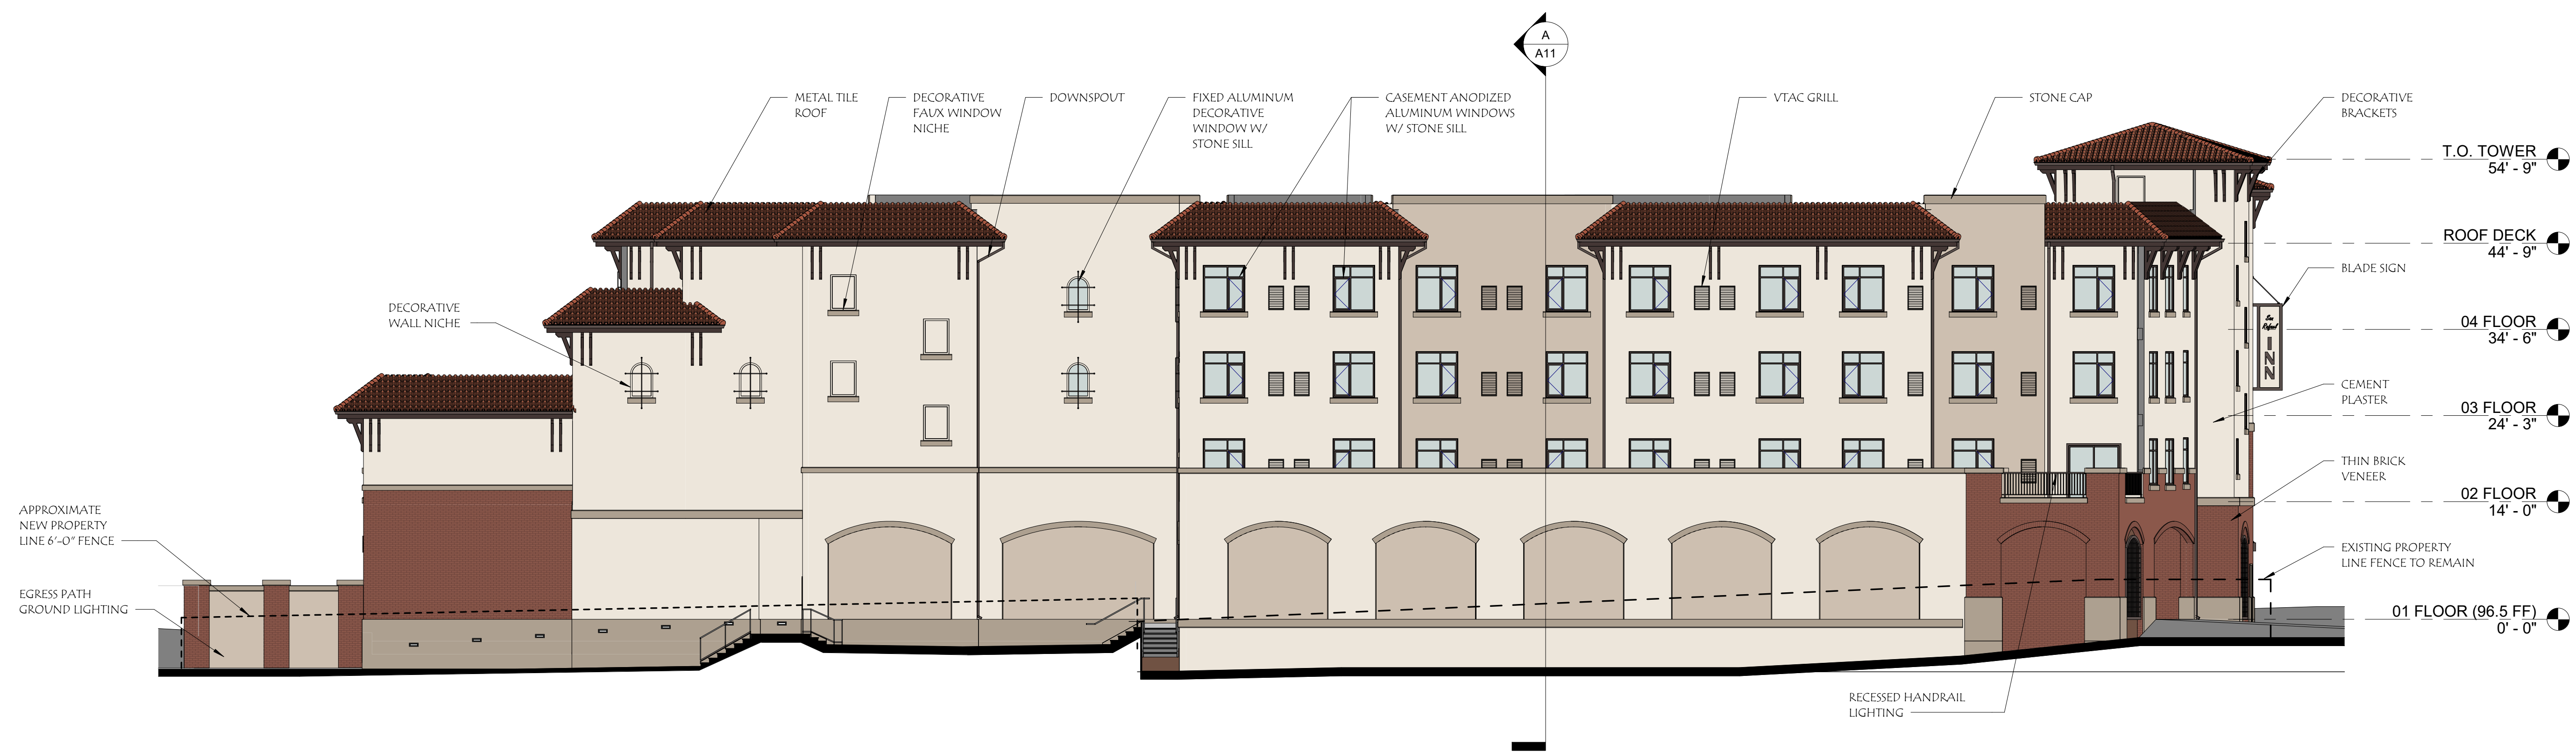 A
A11
METAL TILE
ROOF
DECORATIVE
FAUX WINDOW
NICHE
DOWNSPOUT
FIXED ALUMINUM
DECORATIVE
WINDOW W/
STONE SILL
CASEMENT ANODIZED
ALUMINUM WINDOWS
W/ STONE SILL
VTAC GRILL
STONE CAP
DECORATIVE
BRACKETS
T.O. TOWER
54' - 9"
ROOF DECK
44' - 9"
BLADE SIGN
DECORATIVE
WALL NICHE
San
Rafael
INN
04 FLOOR
34' - 6"
CEMENT
PLASTER
03 FLOOR
24' - 3"
THIN BRICK
VENEER
02 FLOOR
14' - 0"
APPROXIMATE
NEW PROPERTY
LINE 6'-0" FENCE
EXISTING PROPERTY
LINE FENCE TO REMAIN
EGRESS PATH
GROUND LIGHTING
01 FLOOR (96.5 FF)
0' - 0"
RECESSED HANDRAIL
LIGHTING